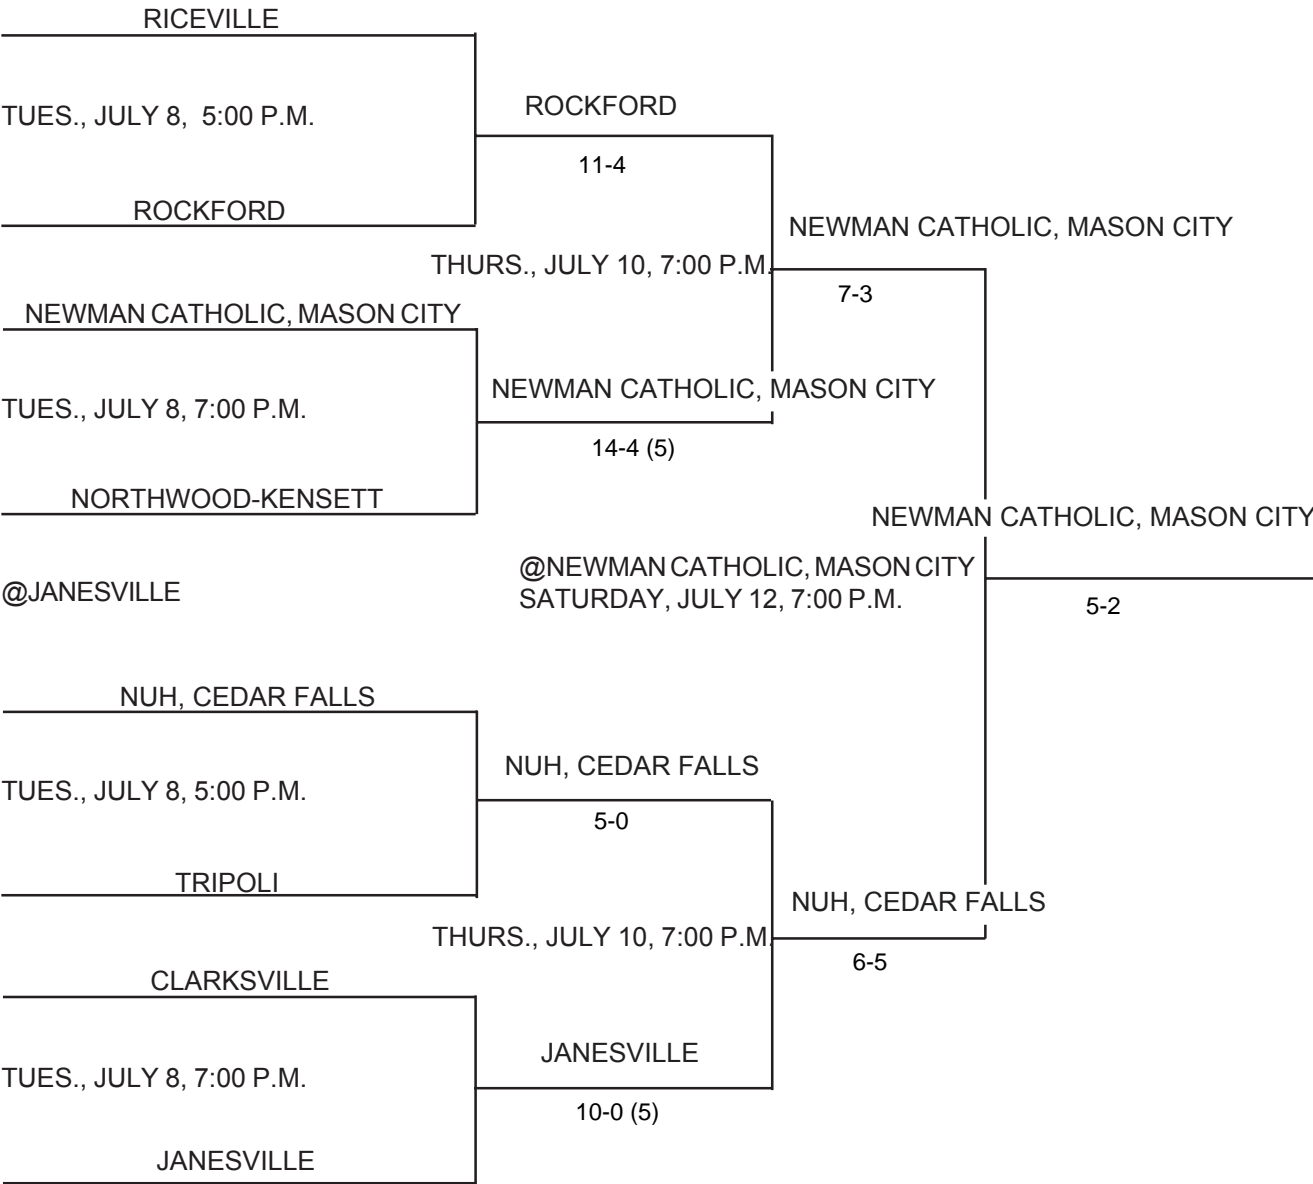 RICEVILLE
TUES., JULY 8, 5:00 P.M.
ROCKFORD
11-4
ROCKFORD
NEWMAN CATHOLIC, MASON CITY
THURS., JULY 10, 7:00 P.M.
7-3
NEWMAN CATHOLIC, MASON CITY
NEWMAN CATHOLIC, MASON CITY
TUES., JULY 8, 7:00 P.M.
14-4 (5)
NORTHWOOD-KENSETT
NEWMAN CATHOLIC, MASON CITY
@JANESVILLE
@NEWMAN CATHOLIC, MASON CITY
SATURDAY, JULY 12, 7:00 P.M.
5-2
NUH, CEDAR FALLS
NUH, CEDAR FALLS
TUES., JULY 8, 5:00 P.M.
5-0
TRIPOLI
NUH, CEDAR FALLS
THURS., JULY 10, 7:00 P.M.
6-5
CLARKSVILLE
JANESVILLE
TUES., JULY 8, 7:00 P.M.
10-0 (5)
JANESVILLE